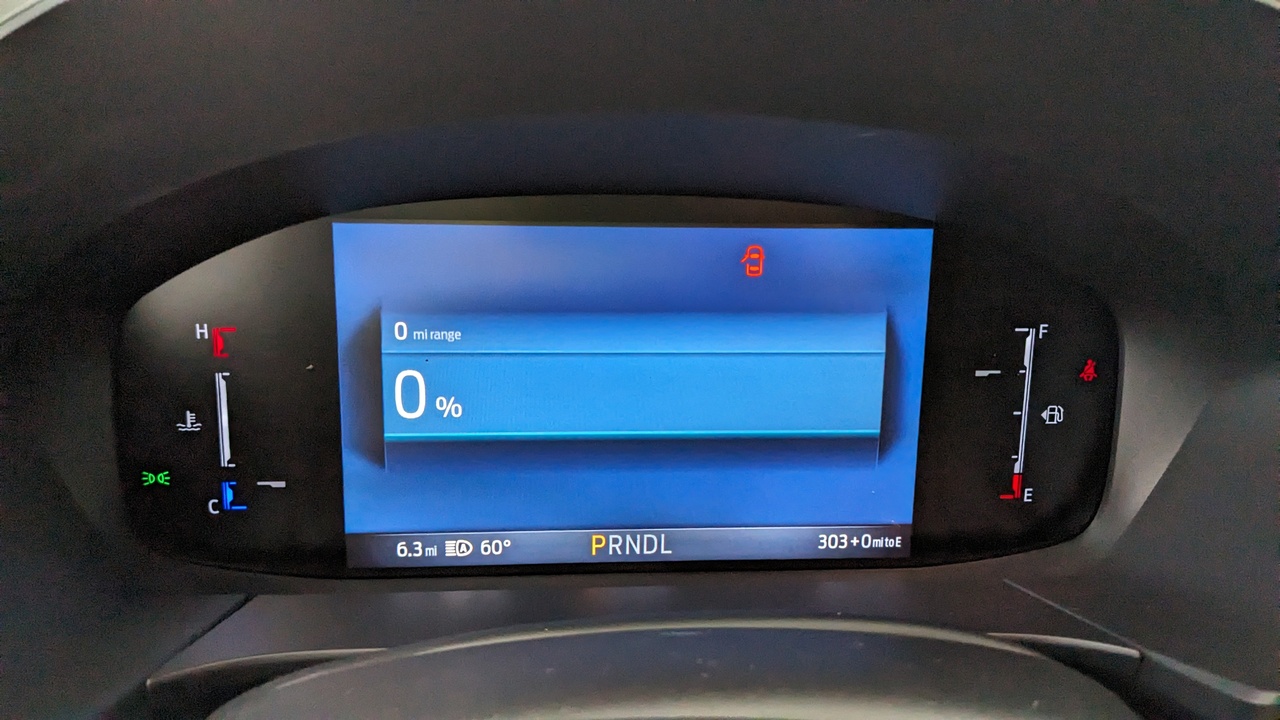 H
F
0 mi range
0 %
C
E
6.3 mi A 60° PRNDL 303+0 mi to E